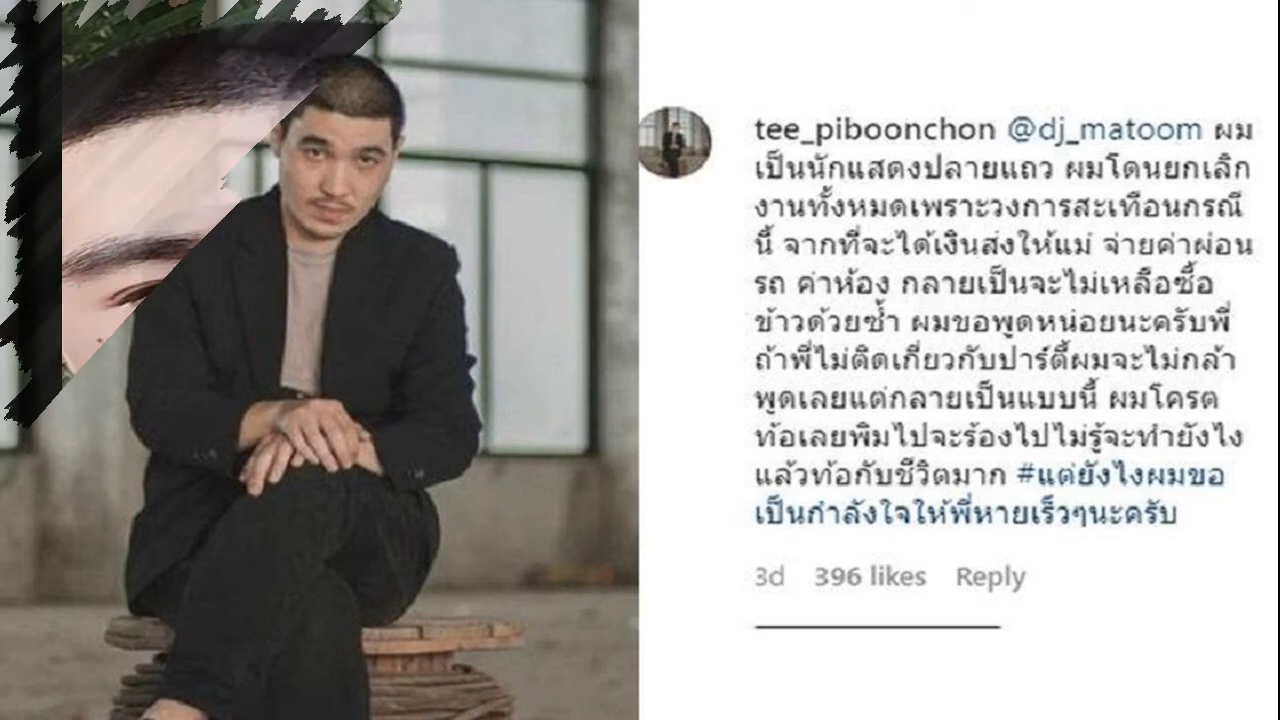 tee_piboonchon @dj_matoom ผม
เป็นนักแสดงปลายแถว ผมโดนยกเลิก
งานทั้งหมดเพราะวงการสะเทือนกรณี
นี้ จากที่จะได้เงินส่งให้แม่ จ่ายค่าผ่อน
รถ ค่าห้อง กลายเป็นจะไม่เหลือซื้อ
ข้าวด้วยซ้ำ ผมขอพูดหน่อยนะครับพี่
ถ้าพี่ไม่ติดเกี่ยวกับปาร์ตี้ผมจะไม่กล้า
พูดเลยแต่กลายเป็นแบบนี้ ผมโครต
ท้อเลยพิมไปจะร้องไปไม่รู้จะทำยังไง
แล้วท้อกับชีวิตมาก #แต่ยังไงผมขอ
เป็นกำลังใจให้พี่หายเร็วๆนะครับ
3d 396 likes Reply